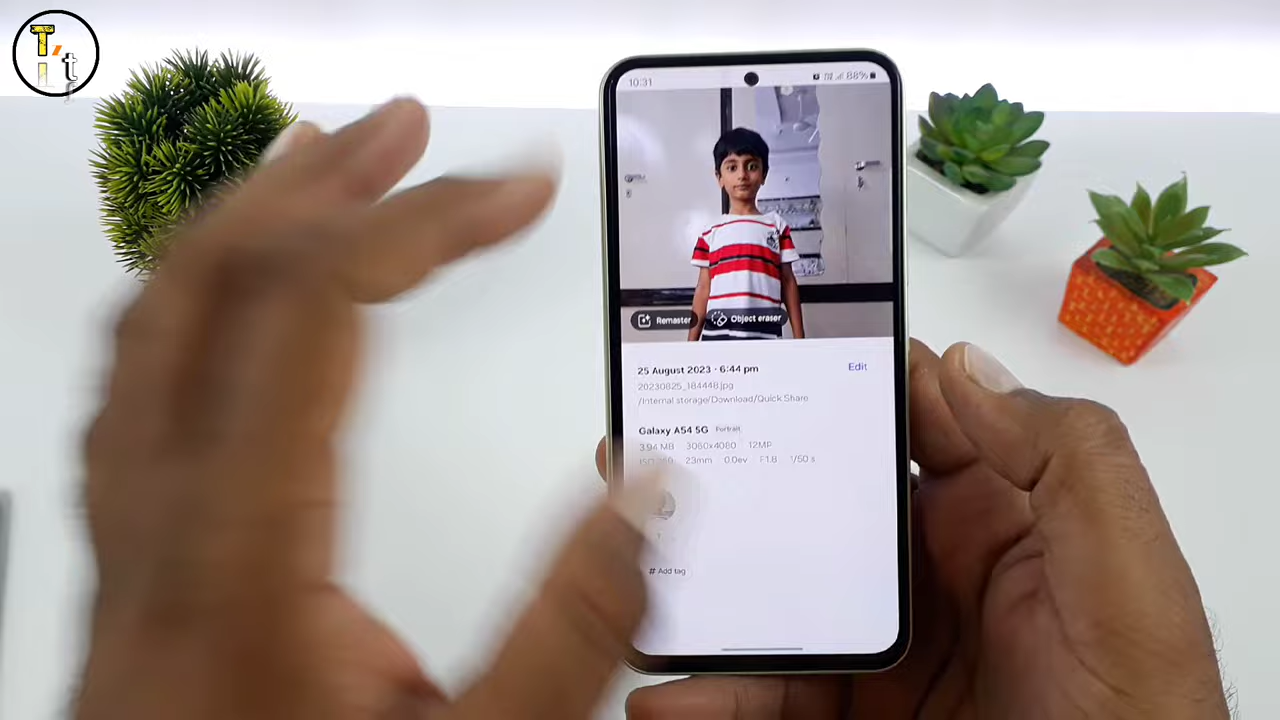 T't
10:31
88%
Remaster
Object eraser
25 August 2023 · 6:44 pm
Edit
20230825_184448.jpg
/Internal storage/Download/Quick Share
Galaxy A54 5G Portrait
3.94 MB 3060x4080 12MP
23mm 0.0ev F1.8 1/50 s
# Add tag